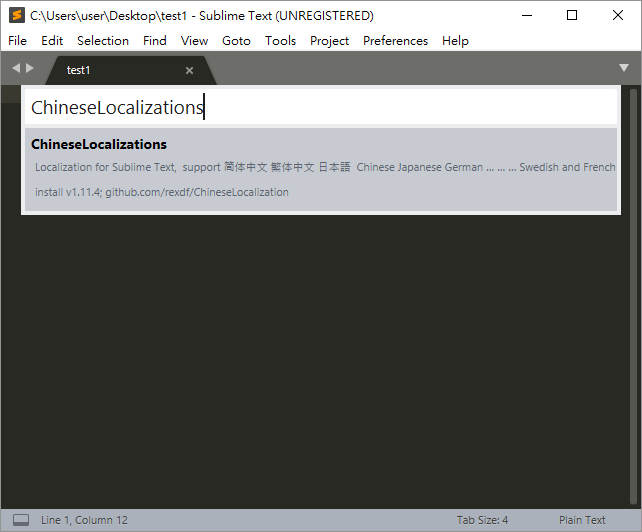 C:\Users\user\Desktop\test1 - Sublime Text (UNREGISTERED)
File Edit Selection Find View Goto Tools Project Preferences Help
test1
ChineseLocalizations
ChineseLocalizations
Localization for Sublime Text, support 简体中文 繁体中文 日本語 Chinese Japanese German ... ... ... Swedish and French
install v1.11.4; github.com/rexdf/ChineseLocalization
Line 1, Column 12 Tab Size: 4 Plain Text